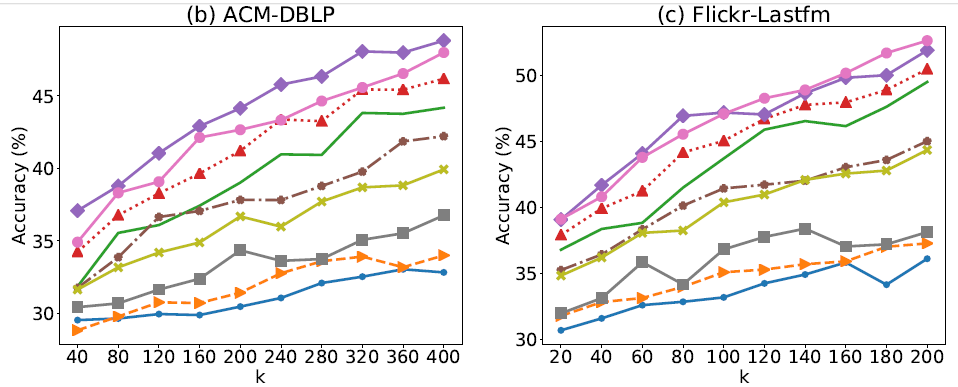 (b) ACM-DBLP
Accuracy (%)
45
40
35
30
40 80 120 160 200 240 280 320 360 400
k
(c) Flickr-Lastfm
Accuracy (%)
50
45
40
35
30
20 40 60 80 100 120 140 160 180 200
k